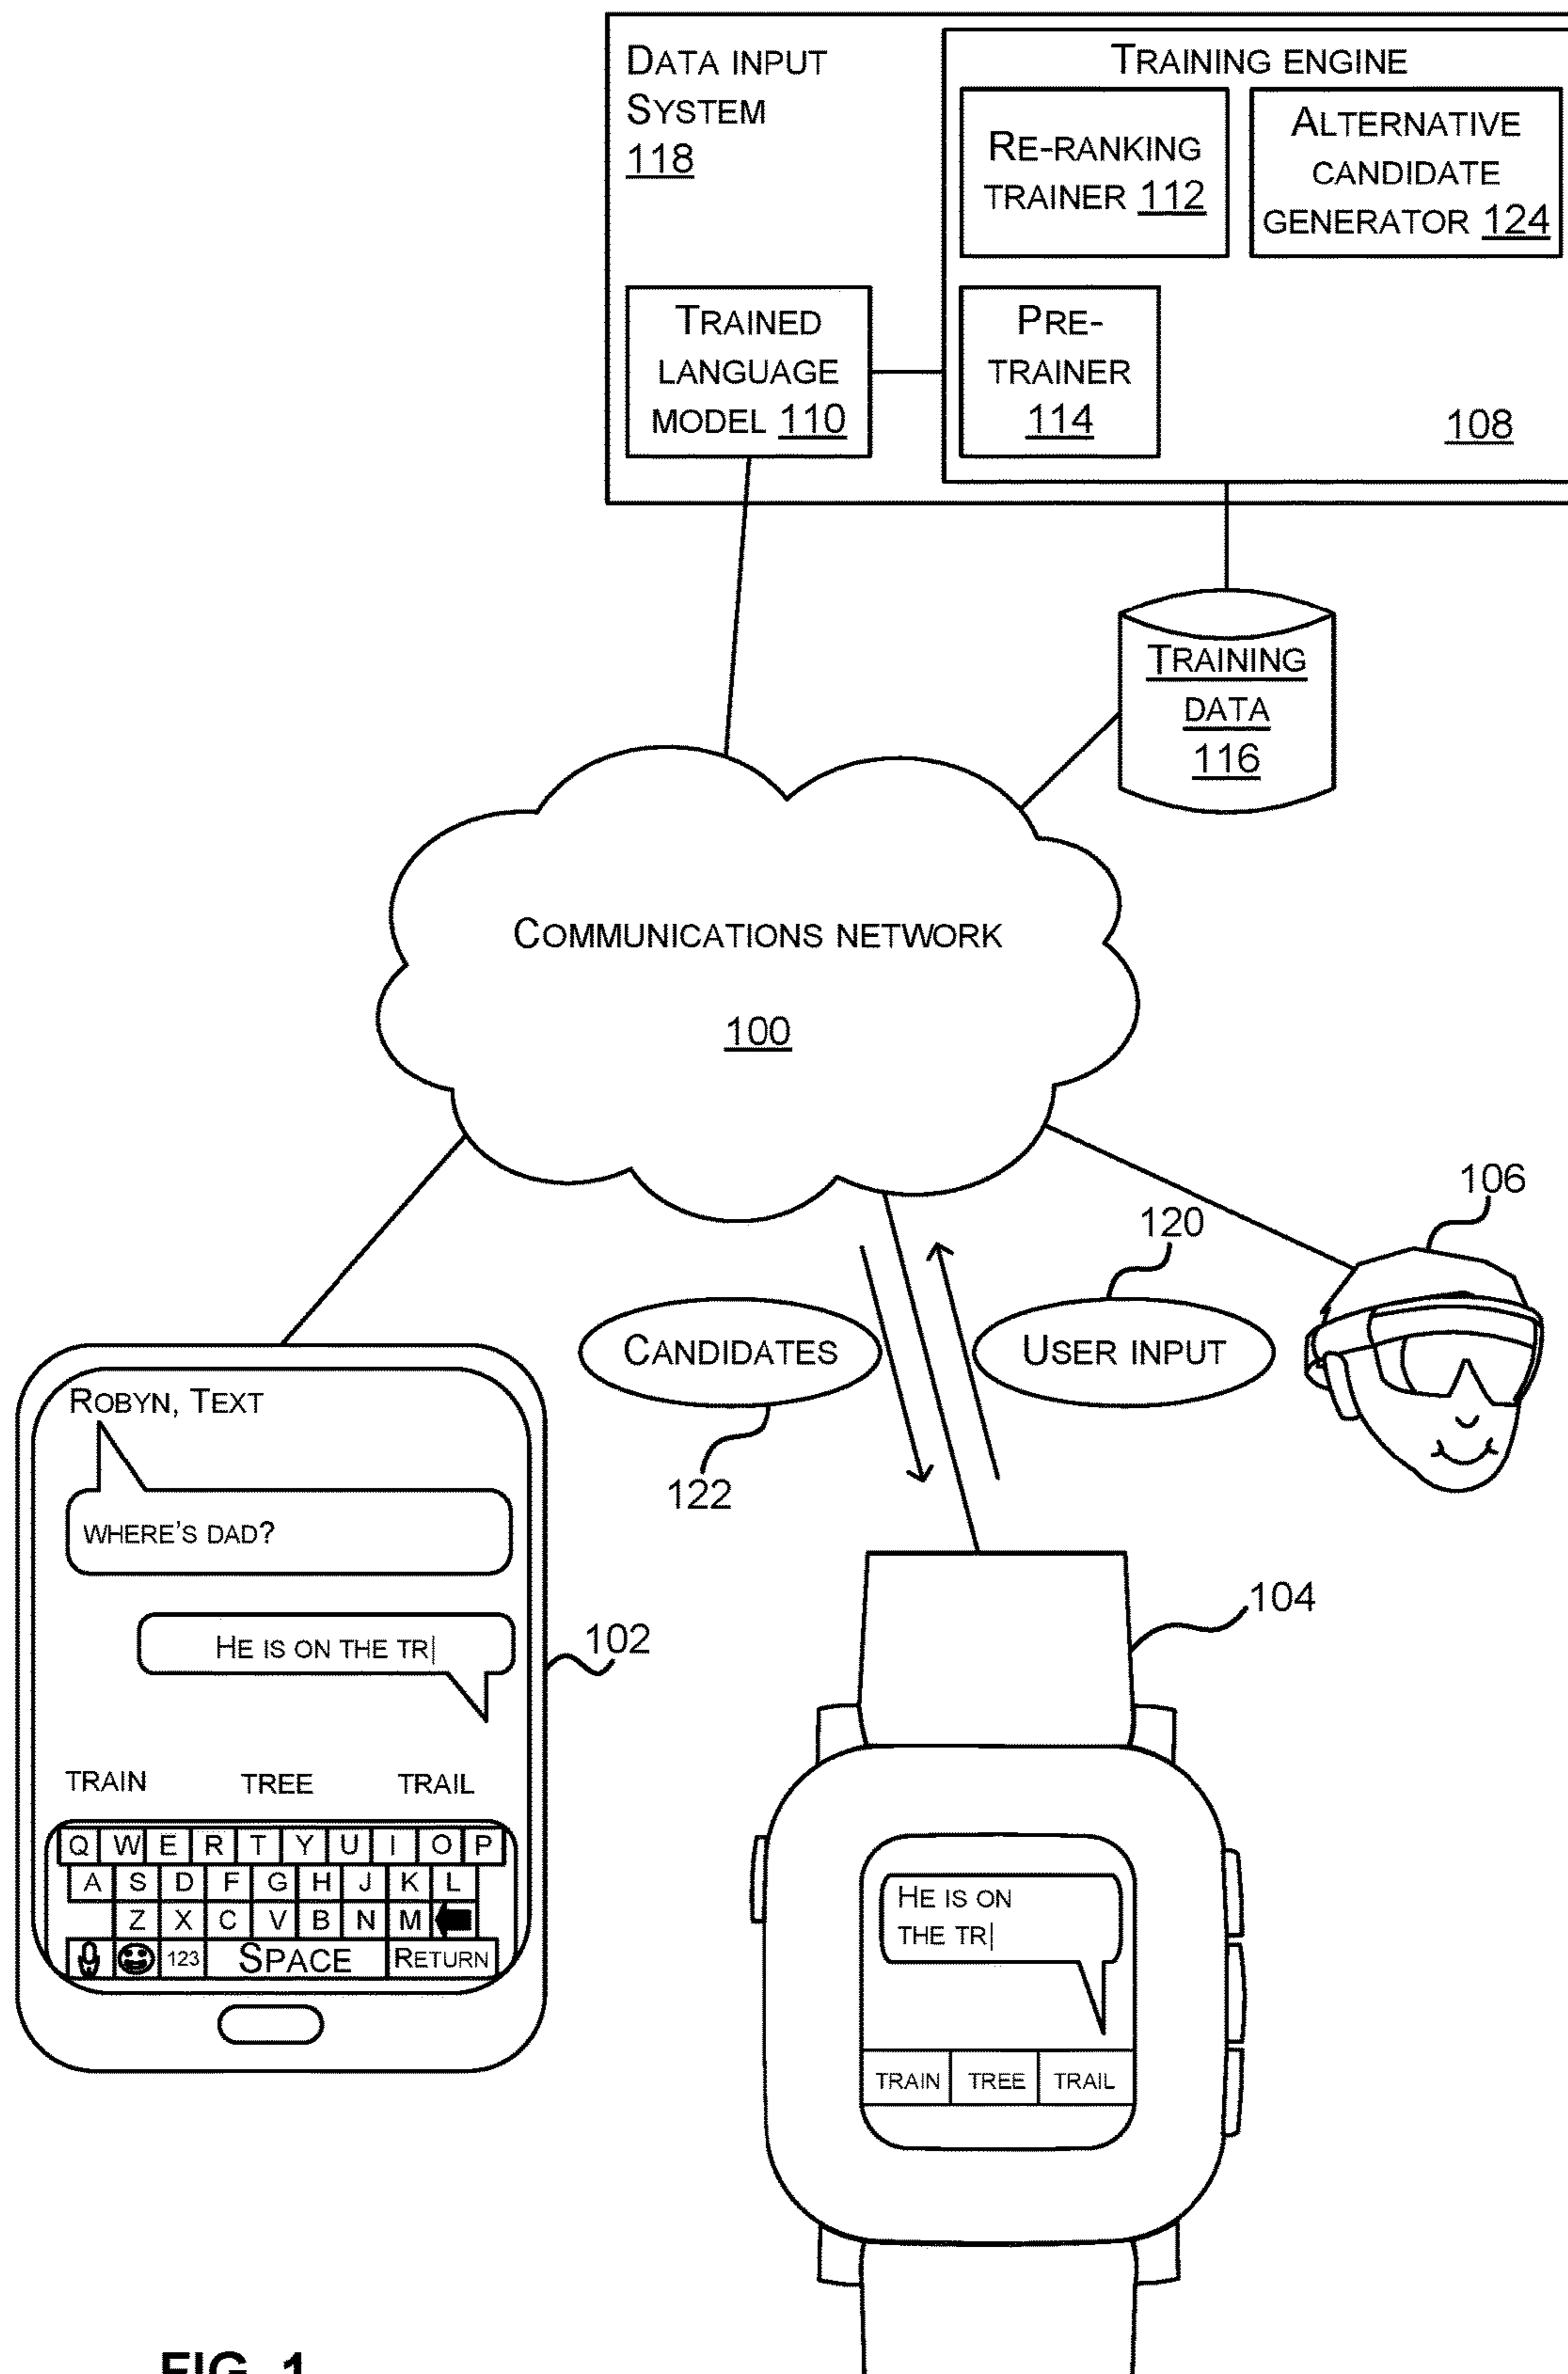 DATA INPUT
SYSTEM
118
TRAINING ENGINE
RE-RANKING
TRAINER 112
ALTERNATIVE
CANDIDATE
GENERATOR 124
TRAINED
LANGUAGE
MODEL 110
PRE-
TRAINER
114
108
TRAINING
DATA
116
COMMUNICATIONS NETWORK
100
106
120
CANDIDATES
USER INPUT
122
ROBYN, TEXT
WHERE'S DAD?
HE IS ON THE TR|
102
104
TRAIN TREE TRAIL
Q W E R T Y U I O P
A S D F G H J K L
Z X C V B N M
123 SPACE RETURN
HE IS ON
THE TR|
TRAIN TREE TRAIL
FIG. 1